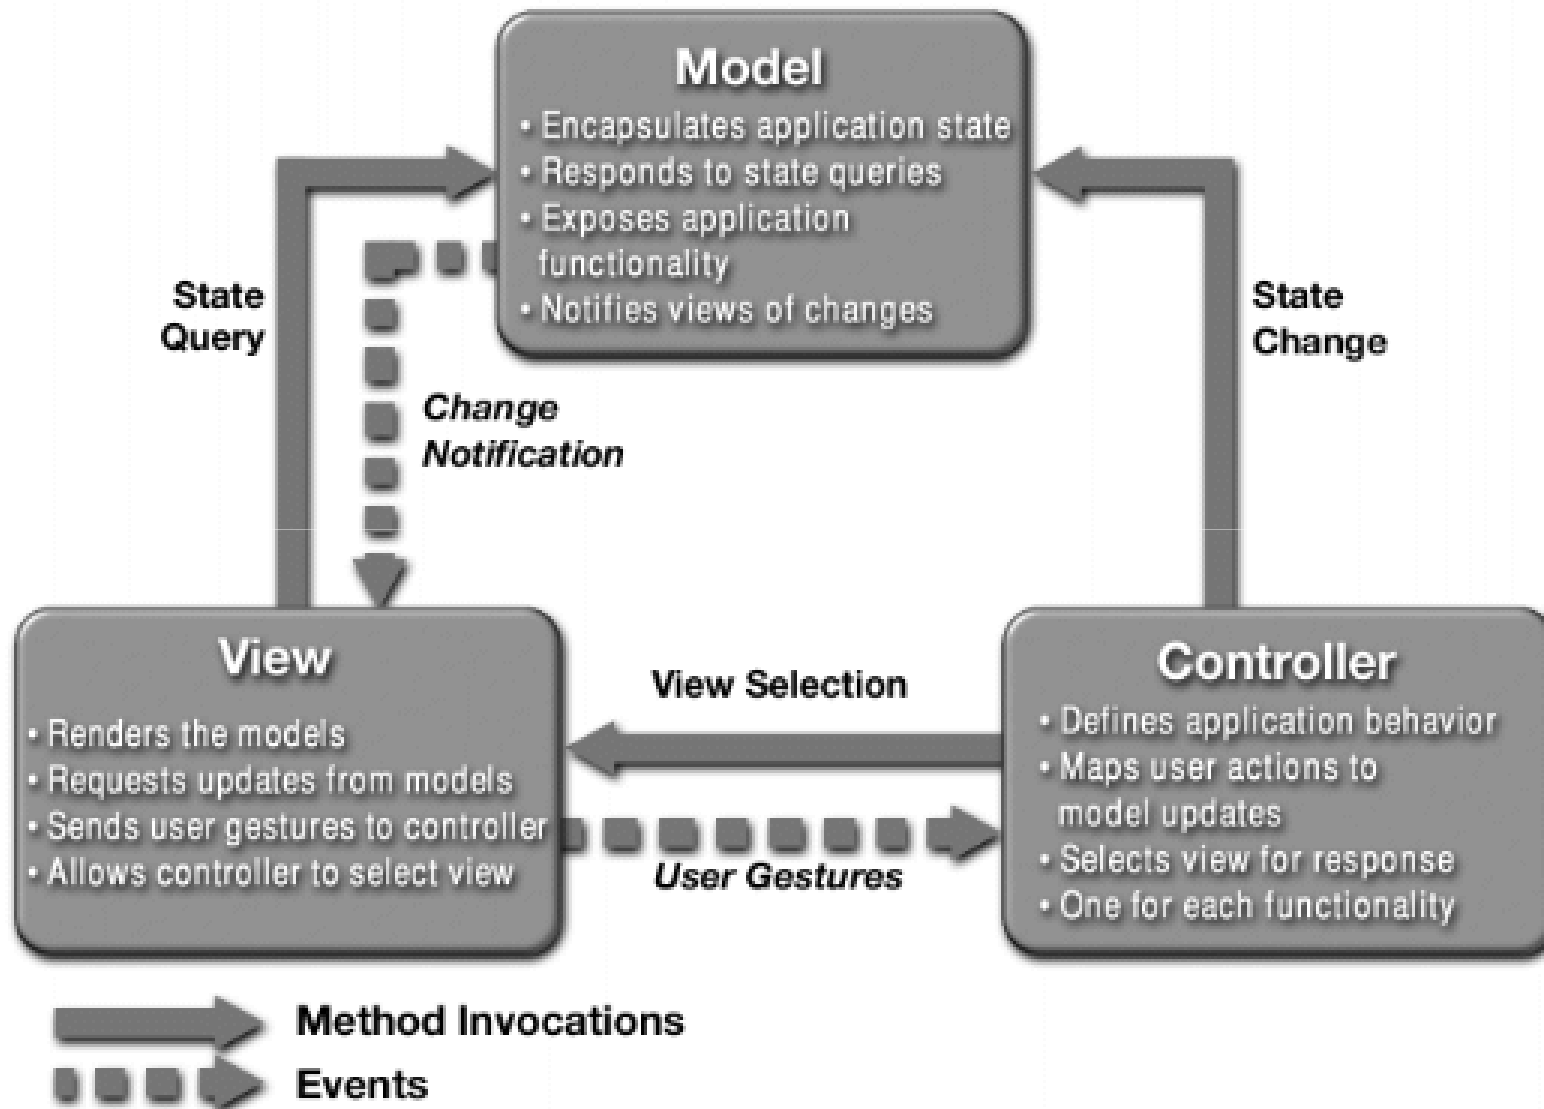 Model
• Encapsulates application state
• Responds to state queries
• Exposes application
functionality
• Notifies views of changes
State
Query
State
Change
Change
Notification
View
• Renders the models
• Requests updates from models
• Sends user gestures to controller
• Allows controller to select view
View Selection
User Gestures
Controller
• Defines application behavior
• Maps user actions to
model updates
• Selects view for response
• One for each functionality
Method Invocations
Events